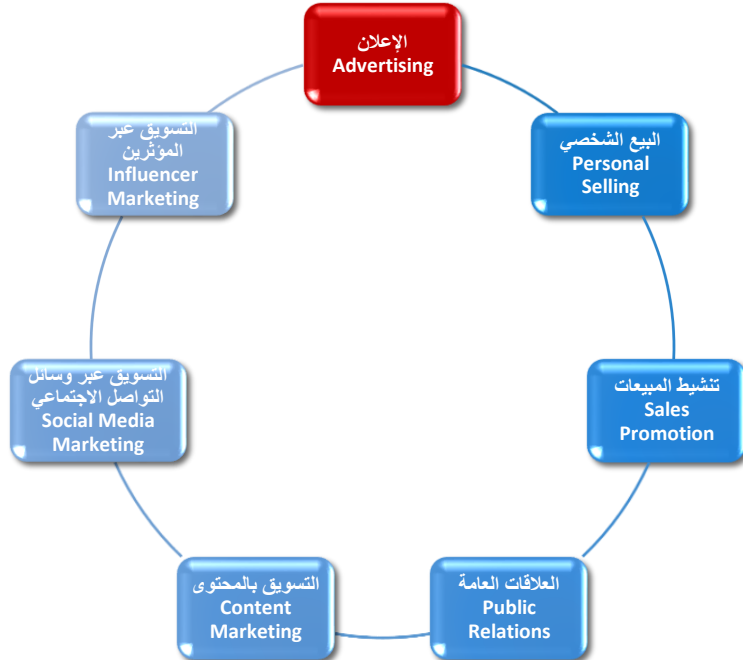 الإعلان
Advertising
البيع الشخصي
Personal
Selling
تنشيط المبيعات
Sales
Promotion
العلاقات العامة
Public
Relations
التسويق بالمحتوى
Content
Marketing
التسويق عبر وسائل
التواصل الاجتماعي
Social Media
Marketing
التسويق عبر
المؤثرين
Influencer
Marketing